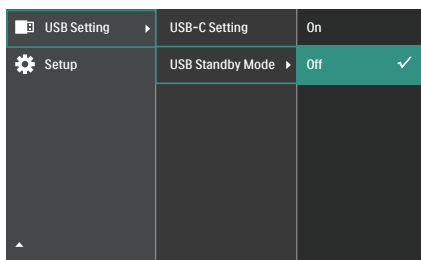 USB Setting
USB-C Setting
On
Setup
USB Standby Mode
Off